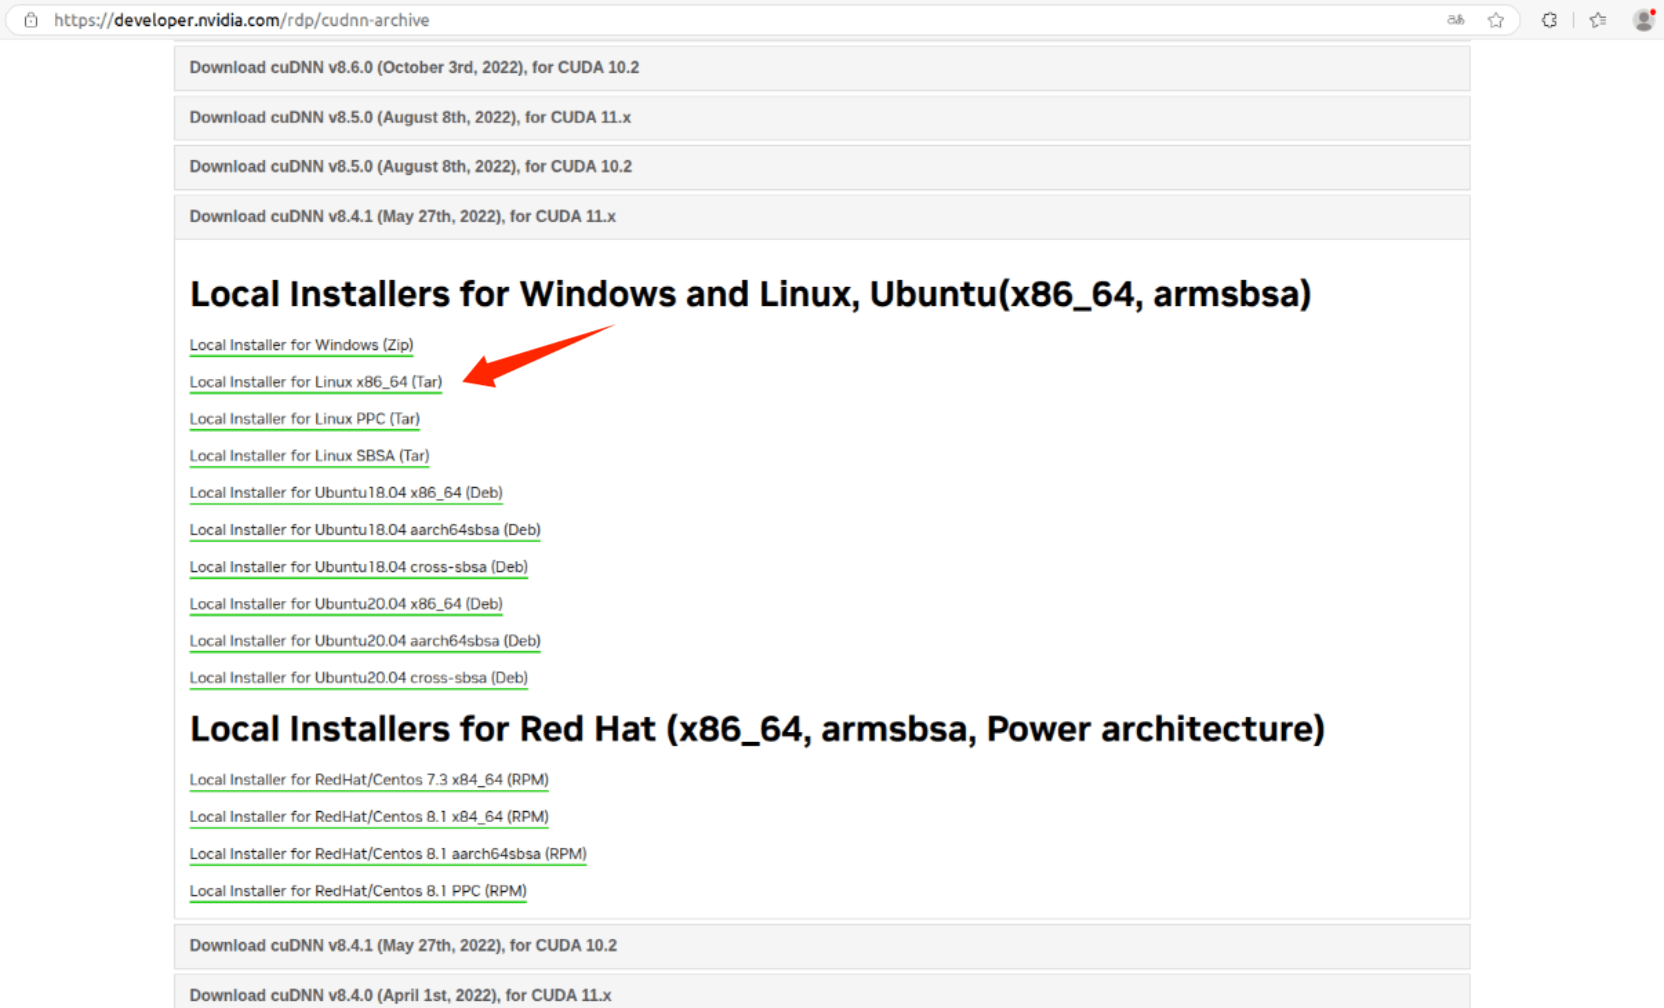 https://developer.nvidia.com/rdp/cudnn-archive
Download cuDNN v8.6.0 (October 3rd, 2022), for CUDA 10.2
Download cuDNN v8.5.0 (August 8th, 2022), for CUDA 11.x
Download cuDNN v8.5.0 (August 8th, 2022), for CUDA 10.2
Download cuDNN v8.4.1 (May 27th, 2022), for CUDA 11.x
Local Installers for Windows and Linux, Ubuntu(x86_64, armsbsa)
Local Installer for Windows (Zip)
Local Installer for Linux x86_64 (Tar)
Local Installer for Linux PPC (Tar)
Local Installer for Linux SBSA (Tar)
Local Installer for Ubuntu18.04 x86_64 (Deb)
Local Installer for Ubuntu18.04 aarch64sbsa (Deb)
Local Installer for Ubuntu18.04 cross-sbsa (Deb)
Local Installer for Ubuntu20.04 x86_64 (Deb)
Local Installer for Ubuntu20.04 aarch64sbsa (Deb)
Local Installer for Ubuntu20.04 cross-sbsa (Deb)
Local Installers for Red Hat (x86_64, armsbsa, Power architecture)
Local Installer for RedHat/Centos 7.3 x84_64 (RPM)
Local Installer for RedHat/Centos 8.1 x84_64 (RPM)
Local Installer for RedHat/Centos 8.1 aarch64sbsa (RPM)
Local Installer for RedHat/Centos 8.1 PPC (RPM)
Download cuDNN v8.4.1 (May 27th, 2022), for CUDA 10.2
Download cuDNN v8.4.0 (April 1st, 2022), for CUDA 11.x